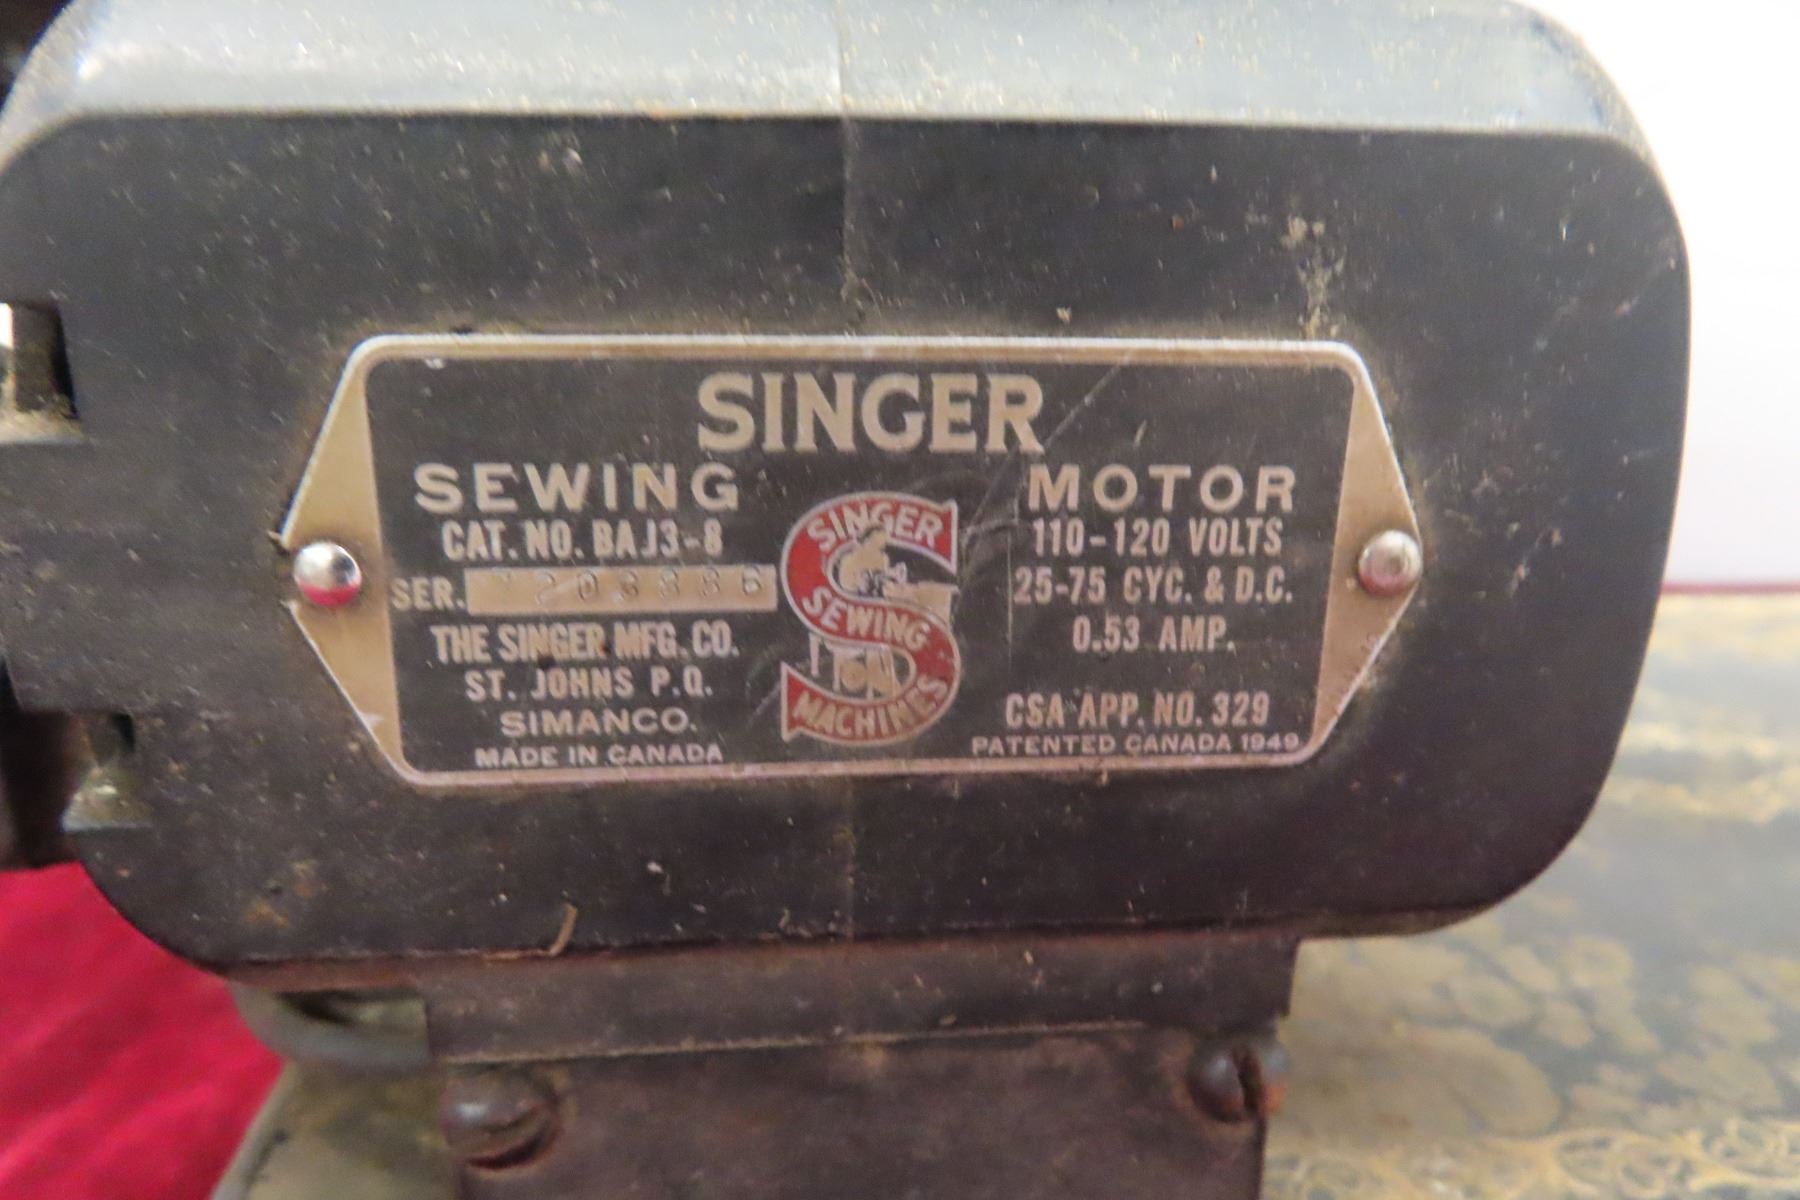 SINGER
SEWING MOTOR
CAT. NO. BAJ3-8
SER.
THE SINGER MFG. CO.
ST. JOHNS P.Q.
SIMANCO.
MADE IN CANADA
SINGER
SEWING
MACHINES
110-120 VOLTS
25-75 CYC. & D.C.
0.53 AMP.
CSA APP. NO. 329
PATENTED CANADA 1949